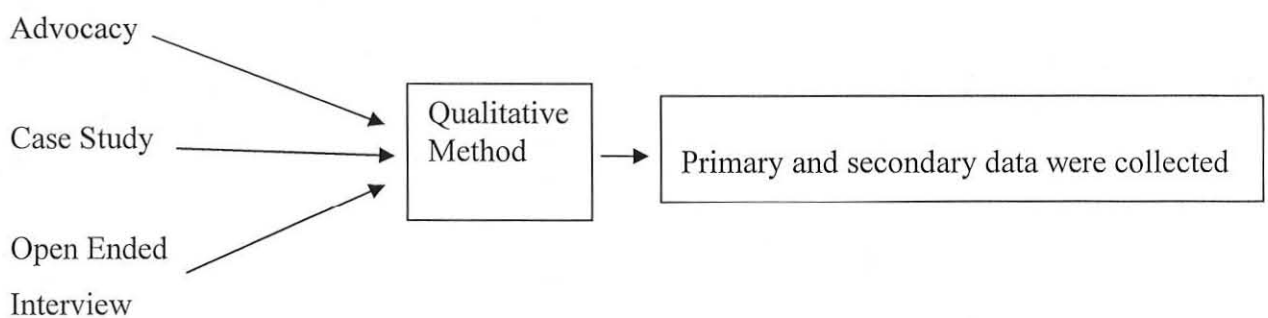 Advocacy
Case Study
Open Ended
Interview
Qualitative
Method
Primary and secondary data were collected